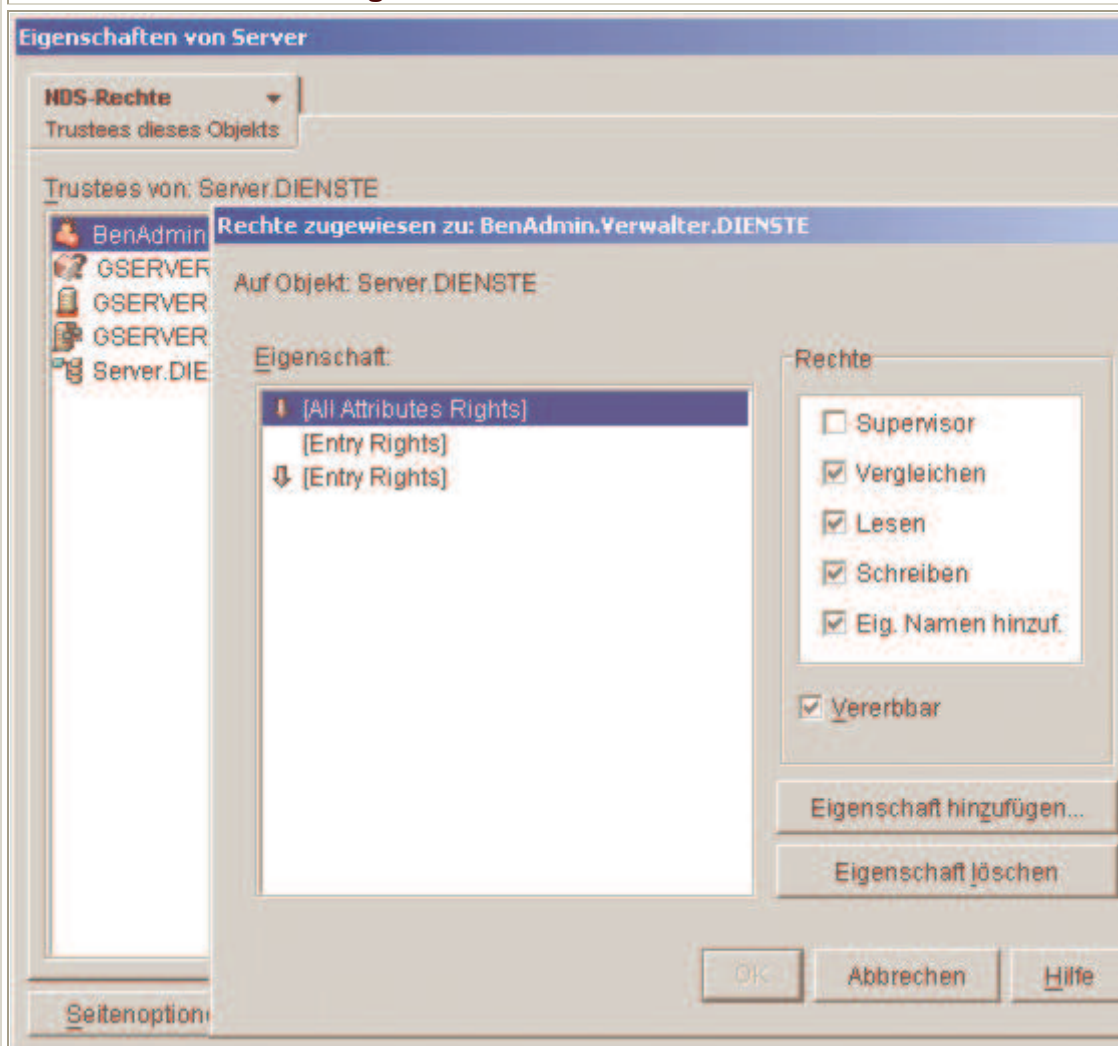 Eigenschaften von Server
NDS-Rechte
Trustees dieses Objekts
Trustees von: Server.DIENSTE
BenAdmin
GSERVER
GSERVER
GSERVER
Server.DIE
Rechte zugewiesen zu: BenAdmin.Verwalter.DIENSTE
Auf Objekt: Server.DIENSTE
Eigenschaft:
[All Attributes Rights]
[Entry Rights]
[Entry Rights]
Rechte
Supervisor
Vergleichen
Lesen
Schreiben
Eig. Namen hinzuf.
Vererbbar
Eigenschaft hinzufügen...
Eigenschaft löschen
OK
Abbrechen
Hilfe
Seitenoption